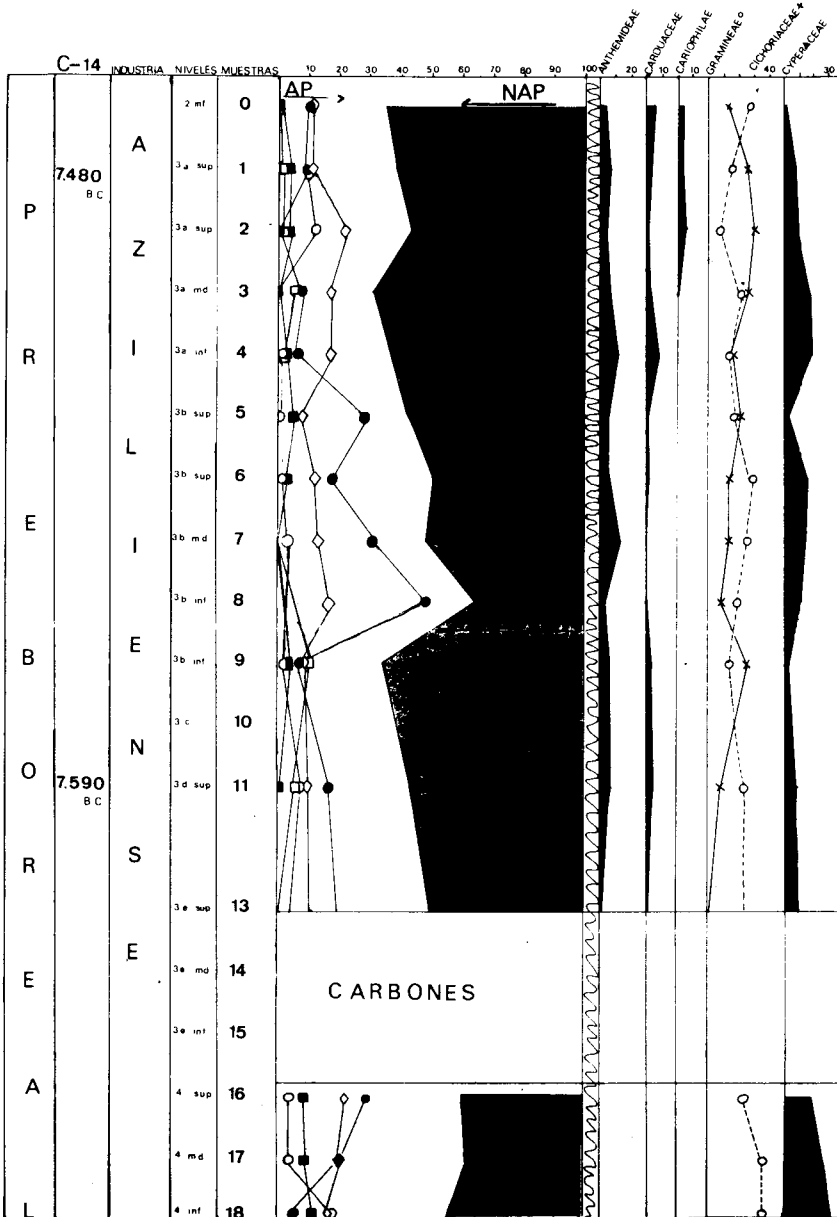 C-14 INDUSTRIA NIVELES MUESTRAS 10 20 30 40 50 60 70 80 90 100 ANTHEMIDEAE 20 CARDUACEAE 10 CARIOPHILAE 10 GRAMINEAE o CICHORIACEAE + 40 CYPERACEAE 30
AP NAP
PREBOREAL
AZILIENSE
2 mf 0
7.480 BC 3a sup 1
3a sup 2
3a md 3
3a inf 4
3b sup 5
3b sup 6
3b md 7
3b inf 8
3b inf 9
3c 10
7.590 BC 3d sup 11
3e sup 13
3e md 14
CARBONES
3e inf 15
4 sup 16
4 md 17
4 inf 18